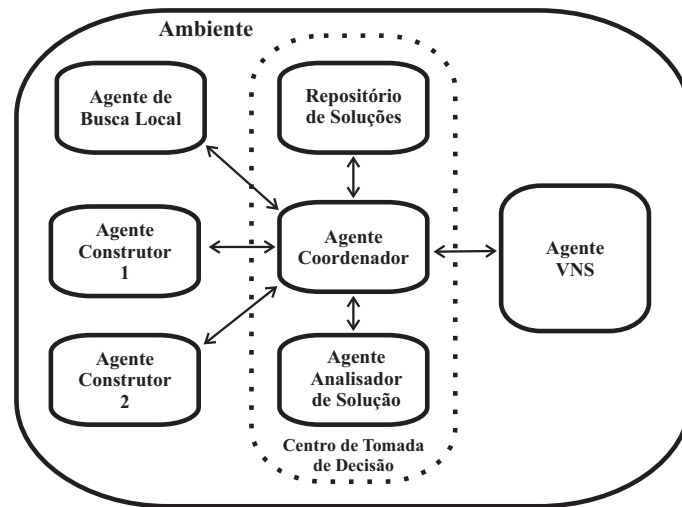 Ambiente
Agente de
Busca Local
Repositório
de Soluções
Agente
Construtor
1
Agente
Coordenador
Agente
VNS
Agente
Construtor
2
Agente
Analisador
de Solução
Centro de Tomada
de Decisão